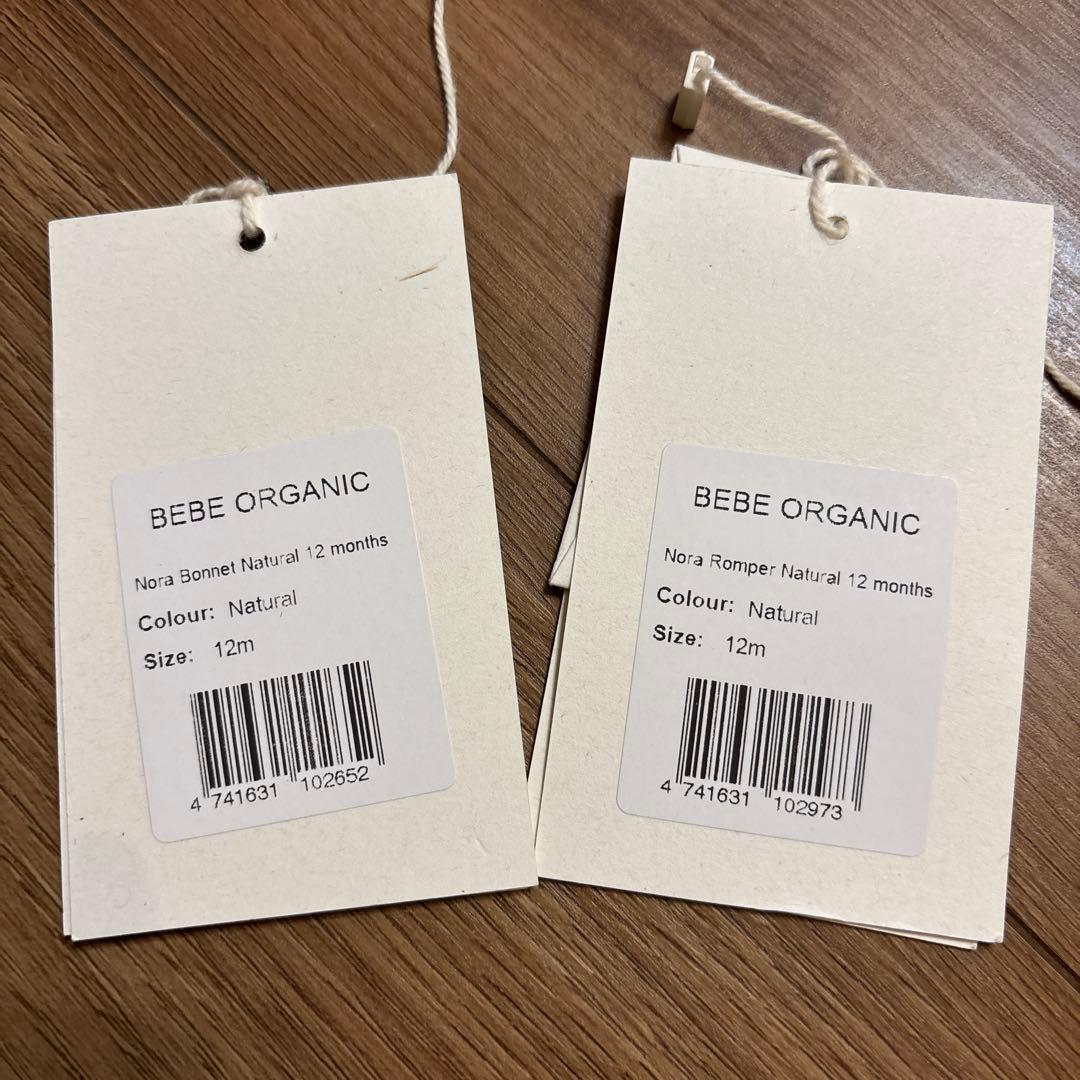 BEBE ORGANIC
Nora Bonnet Natural 12 months
Colour: Natural
Size: 12m
4 741631 102652
BEBE ORGANIC
Nora Romper Natural 12 months
Colour: Natural
Size: 12m
4 741631 102973